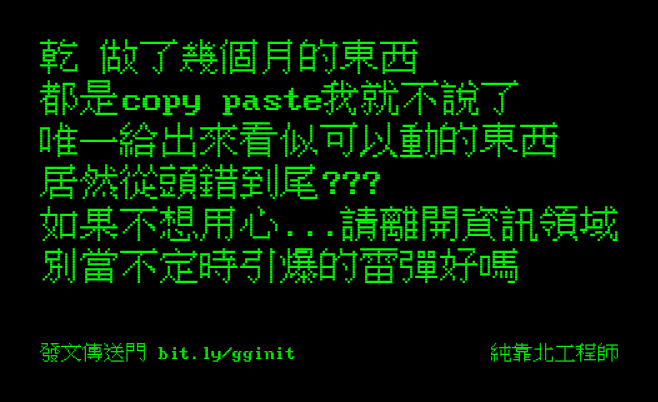 乾 做了幾個月的東西
都是copy paste我就不說了
唯一給出來看似可以動的東西
居然從頭錯到尾???
如果不想用心...請離開資訊領域
別當不定時引爆的雷彈好嗎
發文傳送門 bit.ly/gginit
純靠北工程師